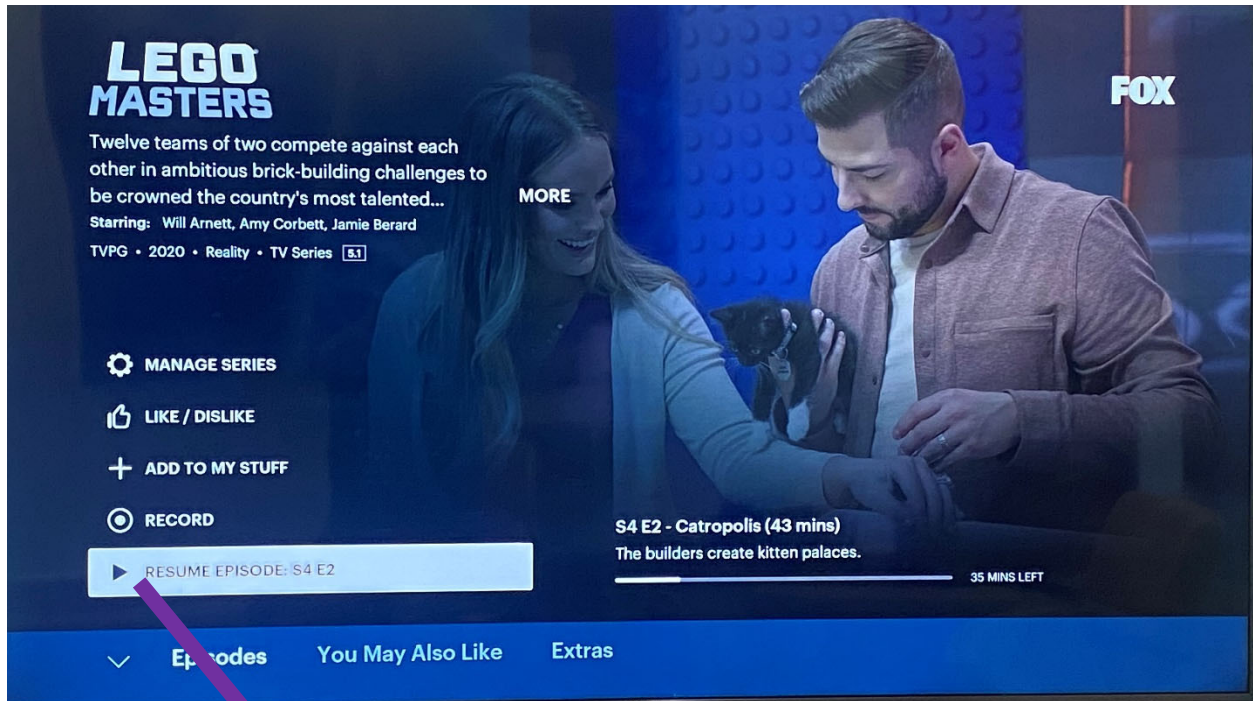 LEGO
MASTERS
FOX
Twelve teams of two compete against each
other in ambitious brick-building challenges to
be crowned the country's most talented...
MORE
Starring: Will Arnett, Amy Corbett, Jamie Berard
TVPG • 2020 • Reality • TV Series 5.1
MANAGE SERIES
LIKE / DISLIKE
ADD TO MY STUFF
RECORD
RESUME EPISODE: S4 E2
S4 E2 - Catropolis (43 mins)
The builders create kitten palaces.
35 MINS LEFT
Episodes You May Also Like Extras